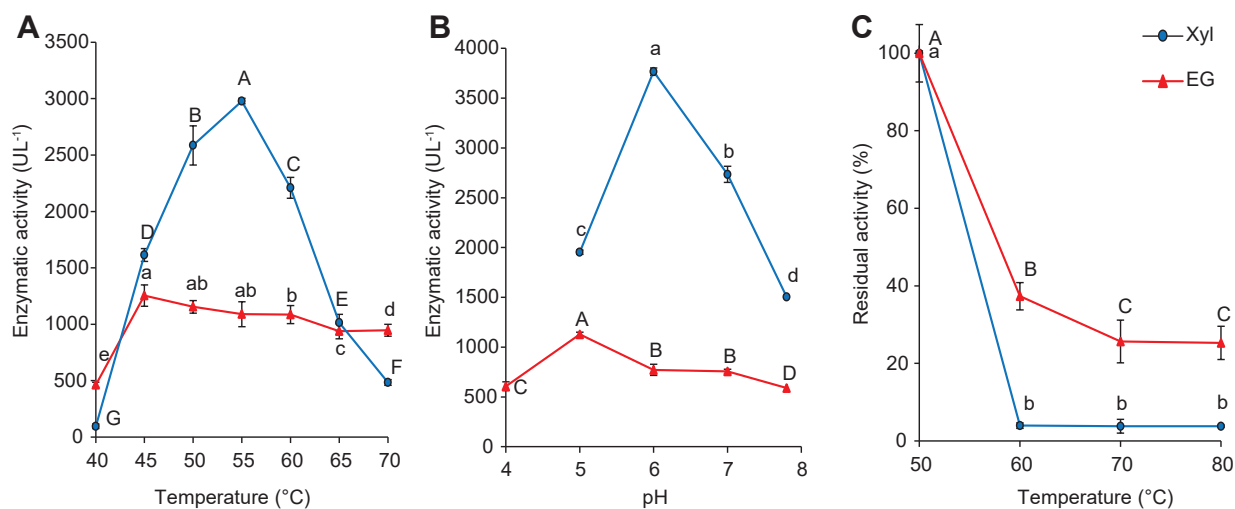 A
Enzymatic activity (UL-1)
3500
3000
2500
2000
1500
1000
500
0
40 45 50 55 60 65 70
Temperature (°C)
G
D
B
A
C
E
F
e
a
ab
ab
b
c
d
B
Enzymatic activity (UL-1)
4000
3500
3000
2500
2000
1500
1000
500
0
4 5 6 7 8
pH
c
a
b
d
C
A
B
B
D
C
Residual activity (%)
100
80
60
40
20
0
50 60 70 80
Temperature (°C)
A
a
B
C
C
b
b
b
Xyl
EG